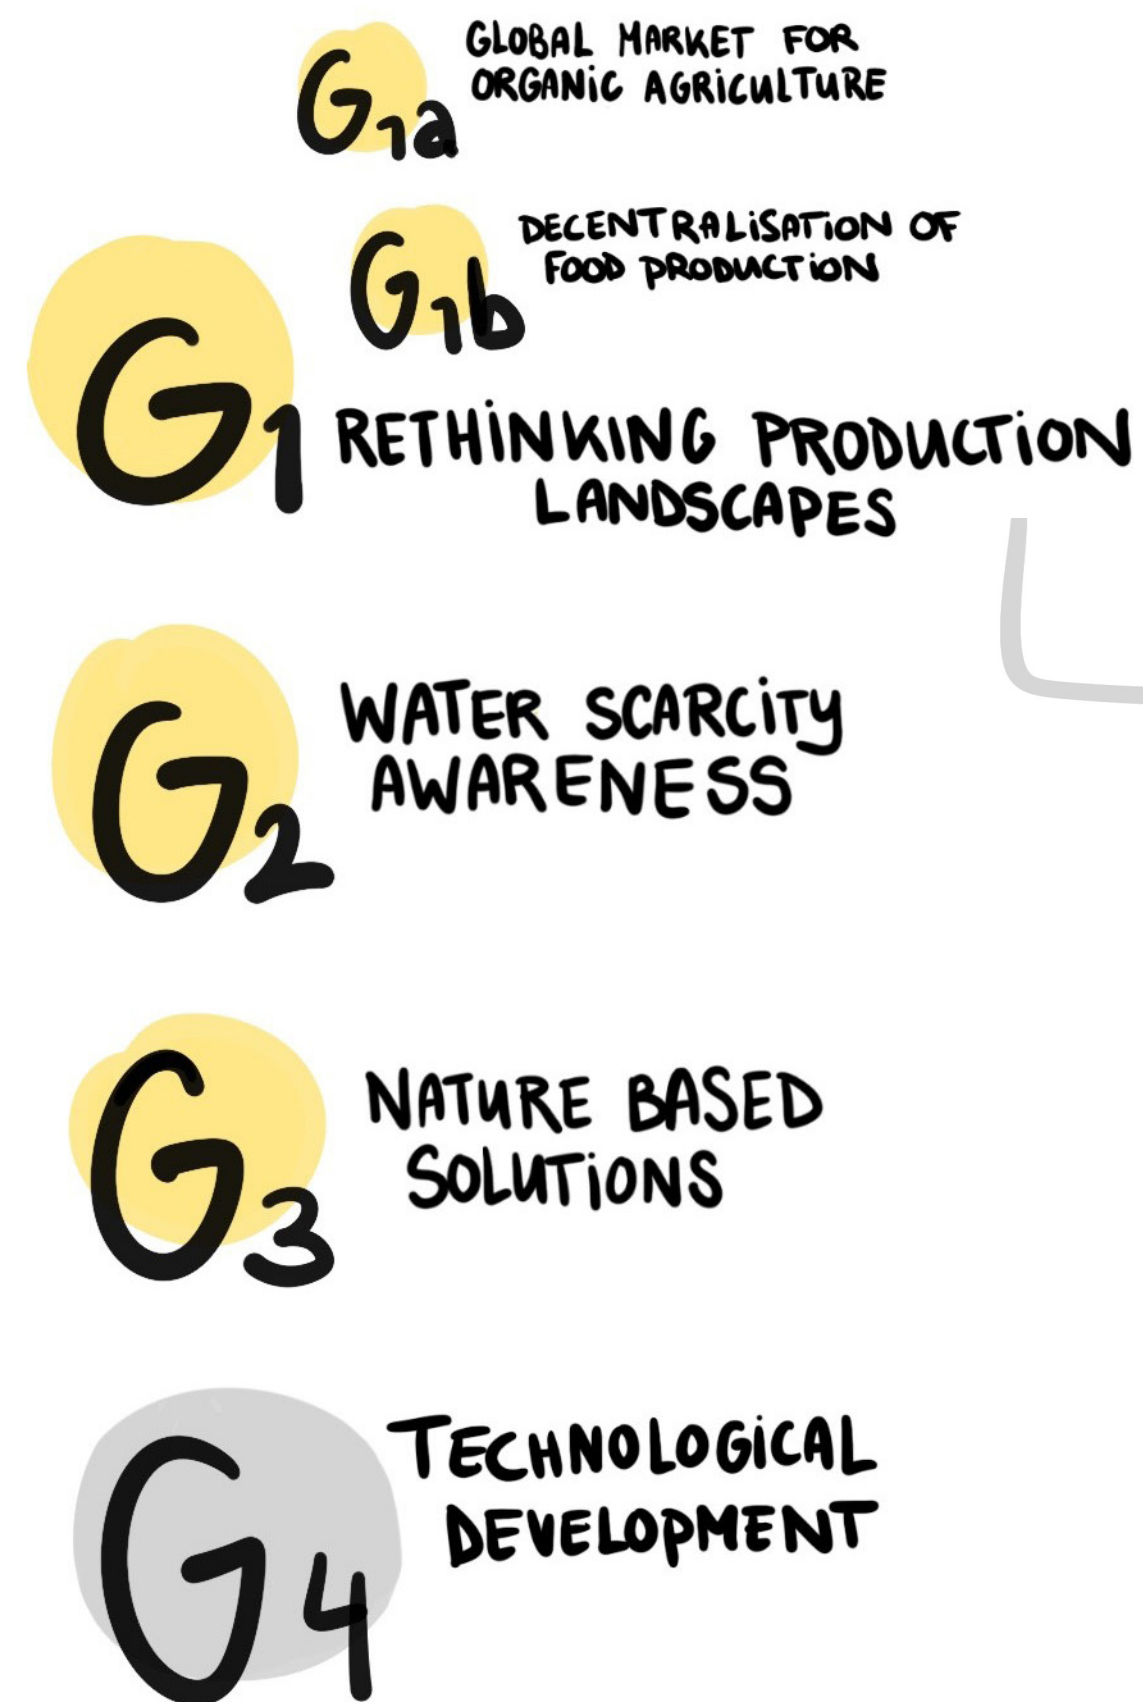 G1a GLOBAL MARKET FOR
ORGANIC AGRICULTURE
G1b DECENTRALISATION OF
FOOD PRODUCTION
G1 RETHINKING PRODUCTION
LANDSCAPES
G2 WATER SCARCITY
AWARENESS
G3 NATURE BASED
SOLUTIONS
G4 TECHNOLOGICAL
DEVELOPMENT